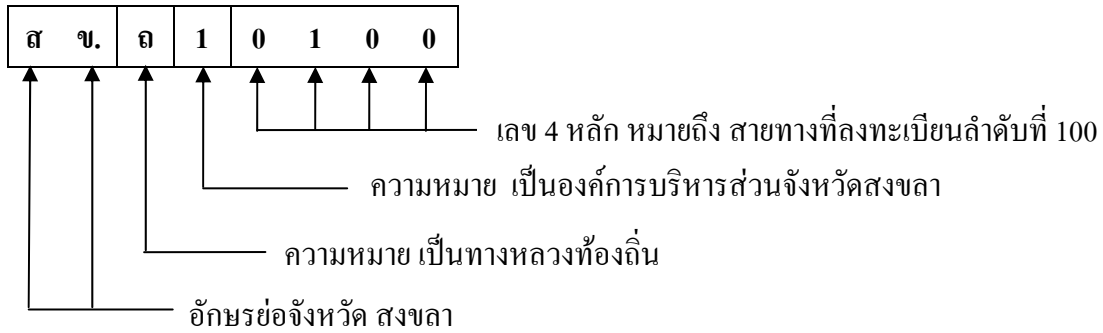 ส ข. ถ 1 0 1 0 0
เลข 4 หลัก หมายถึง สายทางที่ลงทะเบียนลำดับที่ 100
ความหมาย เป็นองค์การบริหารส่วนจังหวัดสงขลา
ความหมาย เป็นทางหลวงท้องถิ่น
อักษรย่อจังหวัด สงขลา